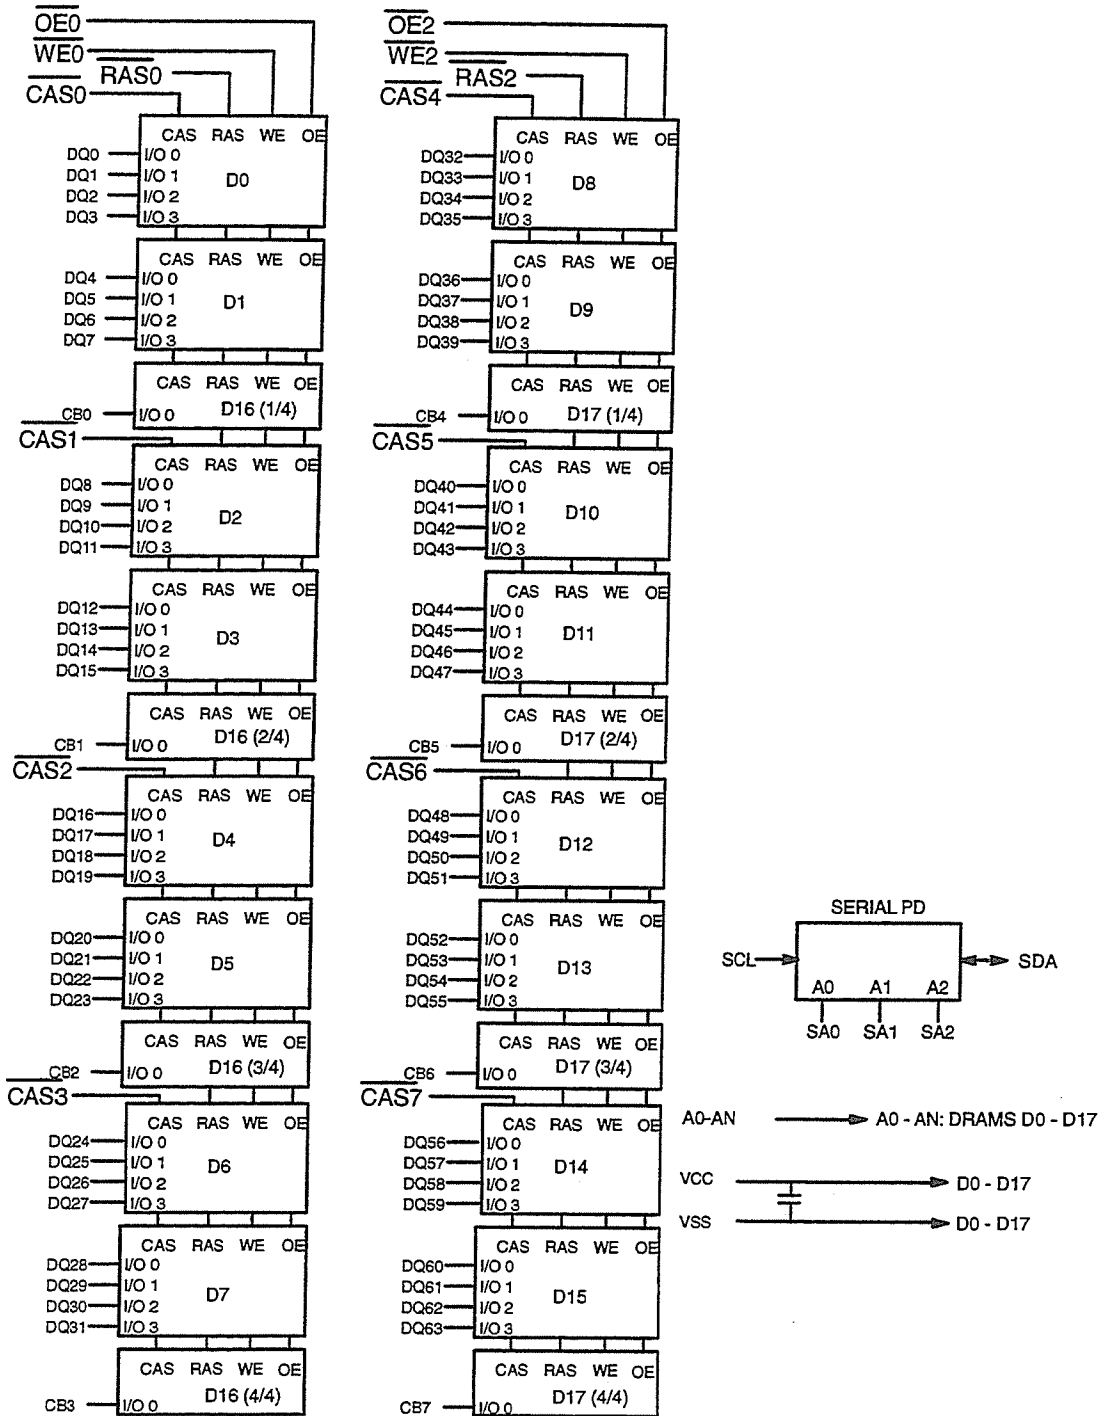 OE0
WE0
RAS0
CAS0
CAS RAS WE OE
DQ0 I/O 0
DQ1 I/O 1
DQ2 I/O 2
DQ3 I/O 3
D0
CAS RAS WE OE
DQ4 I/O 0
DQ5 I/O 1
DQ6 I/O 2
DQ7 I/O 3
D1
CAS RAS WE OE
CB0 I/O 0 D16 (1/4)
CAS1
CAS RAS WE OE
DQ8 I/O 0
DQ9 I/O 1
DQ10 I/O 2
DQ11 I/O 3
D2
CAS RAS WE OE
DQ12 I/O 0
DQ13 I/O 1
DQ14 I/O 2
DQ15 I/O 3
D3
CAS RAS WE OE
CB1 I/O 0 D16 (2/4)
CAS2
CAS RAS WE OE
DQ16 I/O 0
DQ17 I/O 1
DQ18 I/O 2
DQ19 I/O 3
D4
CAS RAS WE OE
DQ20 I/O 0
DQ21 I/O 1
DQ22 I/O 2
DQ23 I/O 3
D5
CAS RAS WE OE
CB2 I/O 0 D16 (3/4)
CAS3
CAS RAS WE OE
DQ24 I/O 0
DQ25 I/O 1
DQ26 I/O 2
DQ27 I/O 3
D6
CAS RAS WE OE
DQ28 I/O 0
DQ29 I/O 1
DQ30 I/O 2
DQ31 I/O 3
D7
CAS RAS WE OE
CB3 I/O 0 D16 (4/4)
OE2
WE2
RAS2
CAS4
CAS RAS WE OE
DQ32 I/O 0
DQ33 I/O 1
DQ34 I/O 2
DQ35 I/O 3
D8
CAS RAS WE OE
DQ36 I/O 0
DQ37 I/O 1
DQ38 I/O 2
DQ39 I/O 3
D9
CAS RAS WE OE
CB4 I/O 0 D17 (1/4)
CAS5
CAS RAS WE OE
DQ40 I/O 0
DQ41 I/O 1
DQ42 I/O 2
DQ43 I/O 3
D10
CAS RAS WE OE
DQ44 I/O 0
DQ45 I/O 1
DQ46 I/O 2
DQ47 I/O 3
D11
CAS RAS WE OE
CB5 I/O 0 D17 (2/4)
CAS6
CAS RAS WE OE
DQ48 I/O 0
DQ49 I/O 1
DQ50 I/O 2
DQ51 I/O 3
D12
CAS RAS WE OE
DQ52 I/O 0
DQ53 I/O 1
DQ54 I/O 2
DQ55 I/O 3
D13
CAS RAS WE OE
CB6 I/O 0 D17 (3/4)
CAS7
CAS RAS WE OE
DQ56 I/O 0
DQ57 I/O 1
DQ58 I/O 2
DQ59 I/O 3
D14
CAS RAS WE OE
DQ60 I/O 0
DQ61 I/O 1
DQ62 I/O 2
DQ63 I/O 3
D15
CAS RAS WE OE
CB7 I/O 0 D17 (4/4)
SERIAL PD
SCL SDA
A0 A1 A2
SA0 SA1 SA2
A0-AN A0 - AN: DRAMS D0 - D17
VCC D0 - D17
VSS D0 - D17